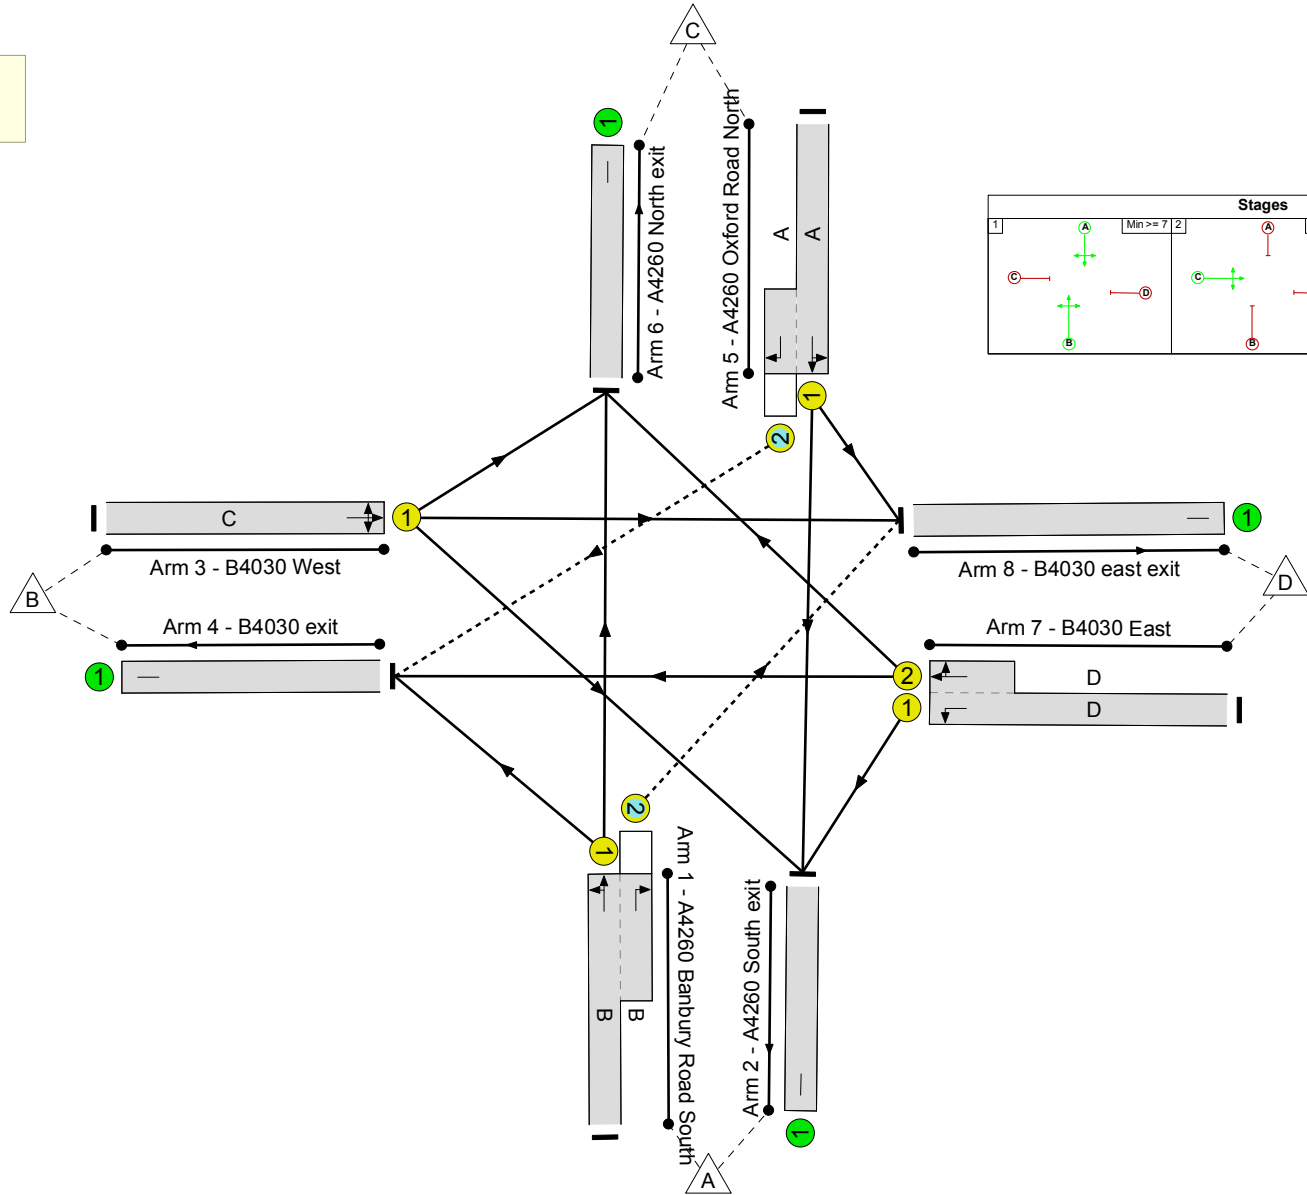 C
1
Arm 6 - A4260 North exit
Arm 5 - A4260 Oxford Road North
A
A
1
2
Stages
1
Min >= 7
2
A
C
D
B
A
C
B
C
1
Arm 3 - B4030 West
B
Arm 4 - B4030 exit
1
1
Arm 8 - B4030 east exit
D
Arm 7 - B4030 East
2
D
1
D
2
1
B
B
Arm 1 - A4260 Banbury Road South
Arm 2 - A4260 South exit
1
A